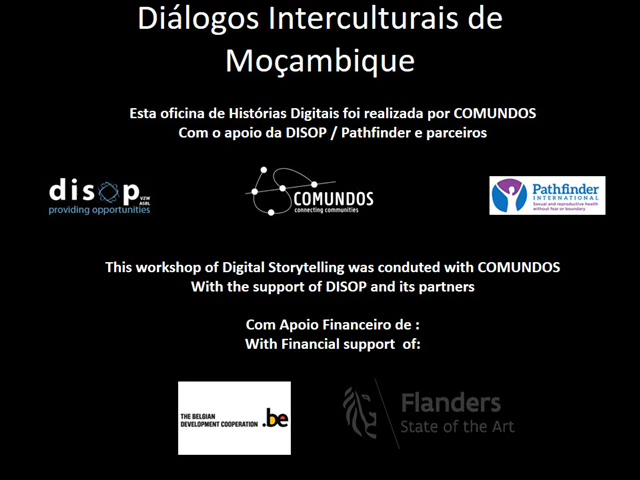 Diálogos Interculturais de
Moçambique
Esta oficina de Histórias Digitais foi realizada por COMUNDOS
Com o apoio da DISOP / Pathfinder e parceiros
disop VZW ASBL
providing opportunities
COMUNDOS
connecting communities
Pathfinder
INTERNATIONAL
Sexual and reproductive health
without fear or boundary
This workshop of Digital Storytelling was conduted with COMUNDOS
With the support of DISOP and its partners
Com Apoio Financeiro de :
With Financial support of:
THE BELGIAN
DEVELOPMENT COOPERATION .be
Flanders
State of the Art